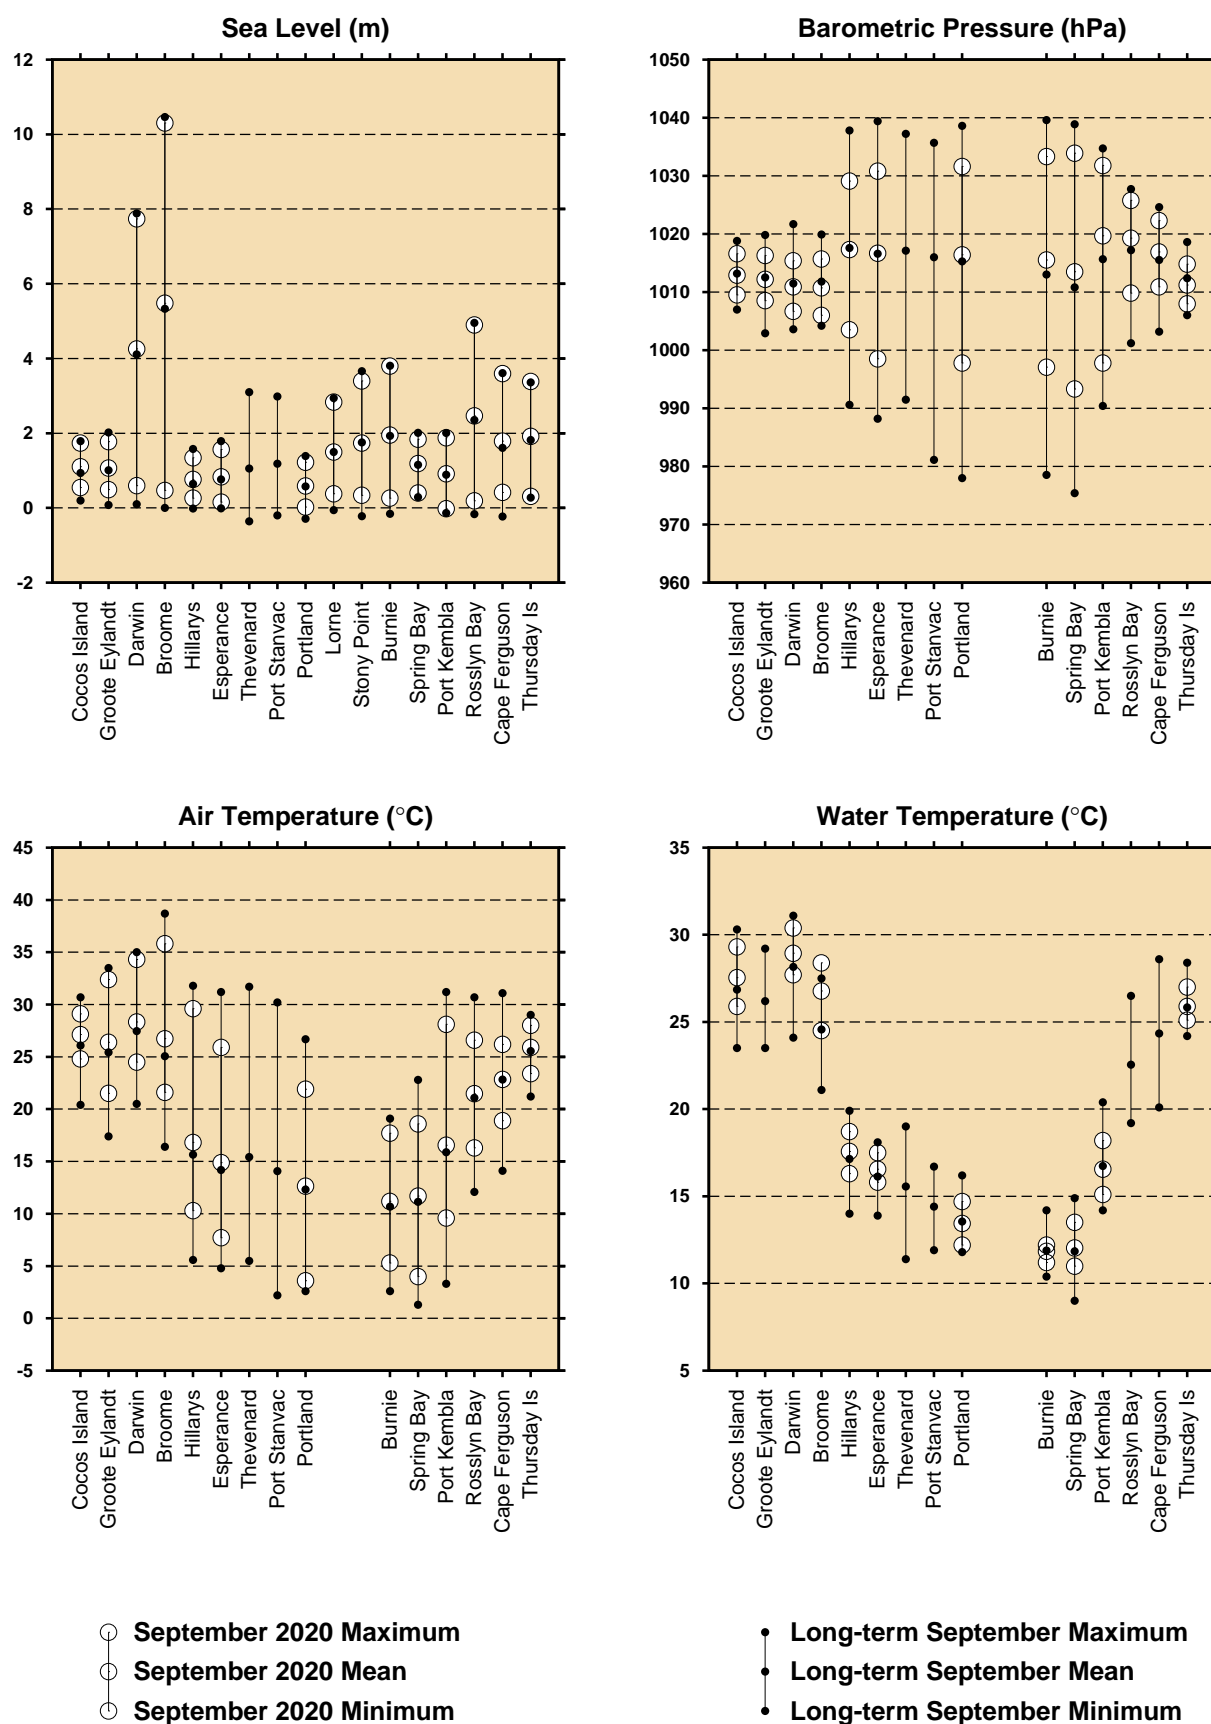 Sea Level (m)
12
10
8
6
4
2
0
-2
Cocos Island
Groote Eylandt
Darwin
Broome
Hillarys
Esperance
Thevenard
Port Stanvac
Portland
Lorne
Stony Point
Burnie
Spring Bay
Port Kembla
Rosslyn Bay
Cape Ferguson
Thursday Is
Barometric Pressure (hPa)
1050
1040
1030
1020
1010
1000
990
980
970
960
Cocos Island
Groote Eylandt
Darwin
Broome
Hillarys
Esperance
Thevenard
Port Stanvac
Portland
Burnie
Spring Bay
Port Kembla
Rosslyn Bay
Cape Ferguson
Thursday Is
Air Temperature (°C)
45
40
35
30
25
20
15
10
5
0
-5
Cocos Island
Groote Eylandt
Darwin
Broome
Hillarys
Esperance
Thevenard
Port Stanvac
Portland
Burnie
Spring Bay
Port Kembla
Rosslyn Bay
Cape Ferguson
Thursday Is
Water Temperature (°C)
35
30
25
20
15
10
5
Cocos Island
Groote Eylandt
Darwin
Broome
Hillarys
Esperance
Thevenard
Port Stanvac
Portland
Burnie
Spring Bay
Port Kembla
Rosslyn Bay
Cape Ferguson
Thursday Is
September 2020 Maximum
September 2020 Mean
September 2020 Minimum
Long-term September Maximum
Long-term September Mean
Long-term September Minimum